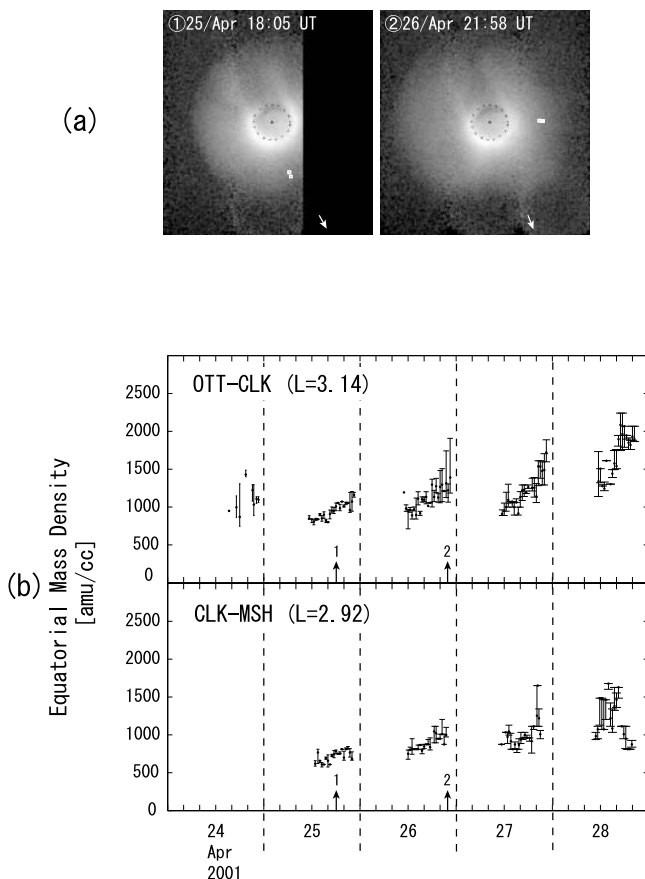 ①25/Apr 18:05 UT
②26/Apr 21:58 UT
(a)
(b)
Equatorial Mass Density
[amu/cc]
OTT-CLK (L=3.14)
2500
2000
1500
1000
500
0
1
2
CLK-MSH (L=2.92)
2500
2000
1500
1000
500
0
1
2
24
25
26
27
28
Apr
2001